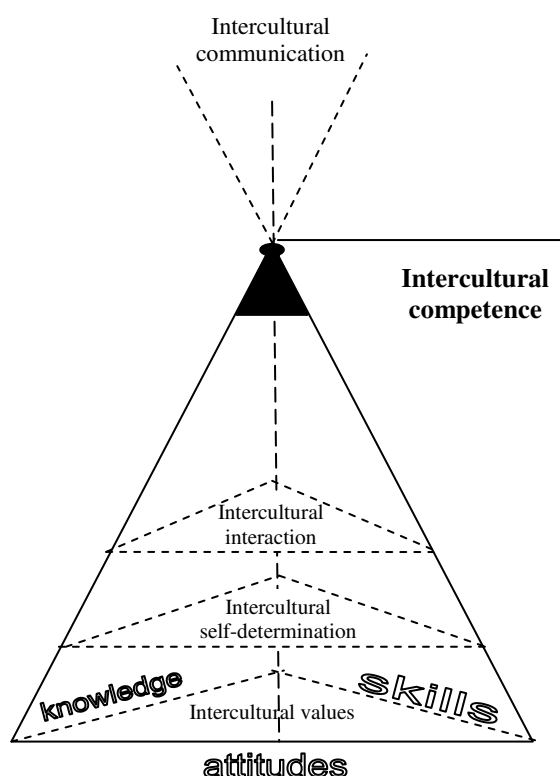 Intercultural
communication
Intercultural
competence
Intercultural
interaction
Intercultural
self-determination
knowledge
skills
Intercultural values
attitudes